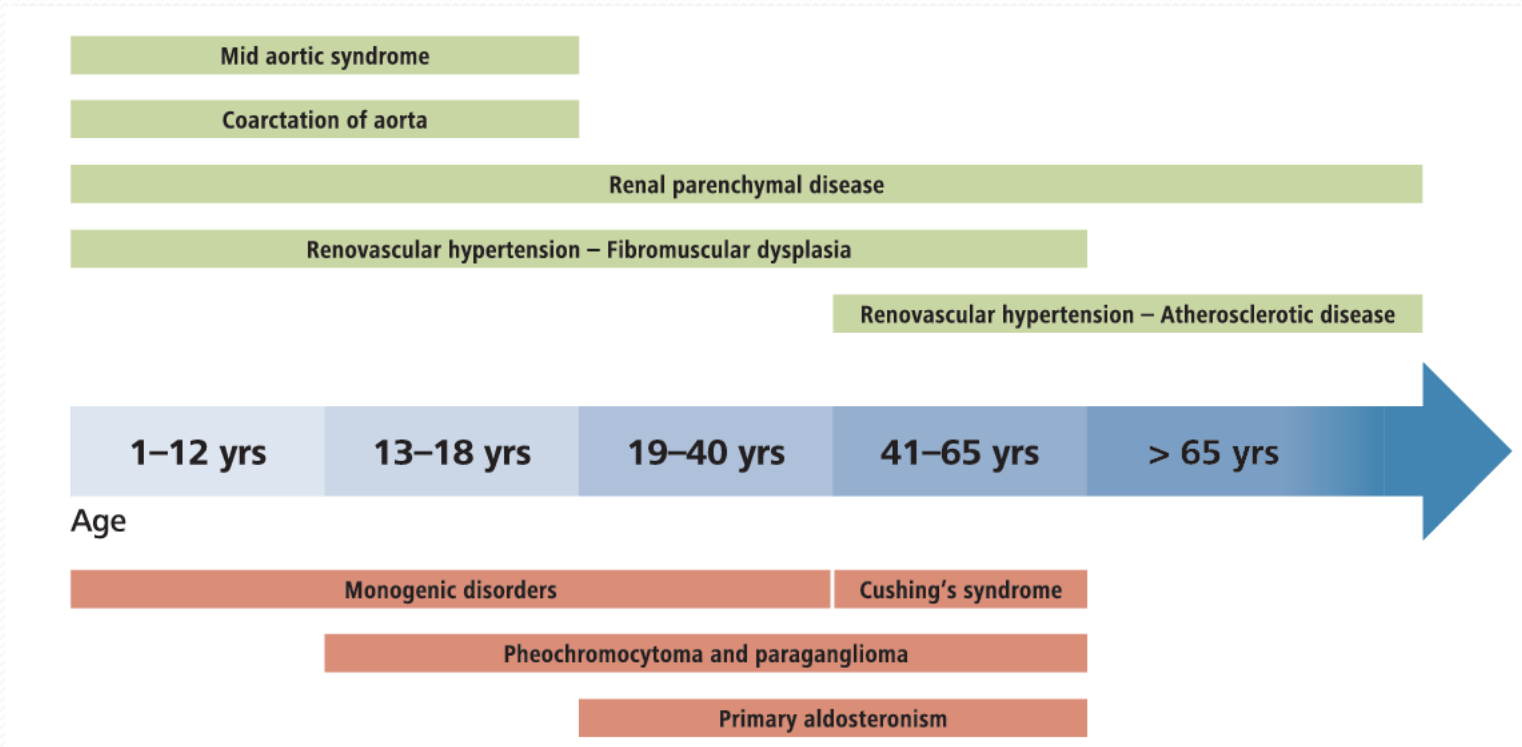 Mid aortic syndrome
Coarctation of aorta
Renal parenchymal disease
Renovascular hypertension – Fibromuscular dysplasia
Renovascular hypertension – Atherosclerotic disease
1–12 yrs
13–18 yrs
19–40 yrs
41–65 yrs
> 65 yrs
Age
Monogenic disorders
Cushing’s syndrome
Pheochromocytoma and paraganglioma
Primary aldosteronism